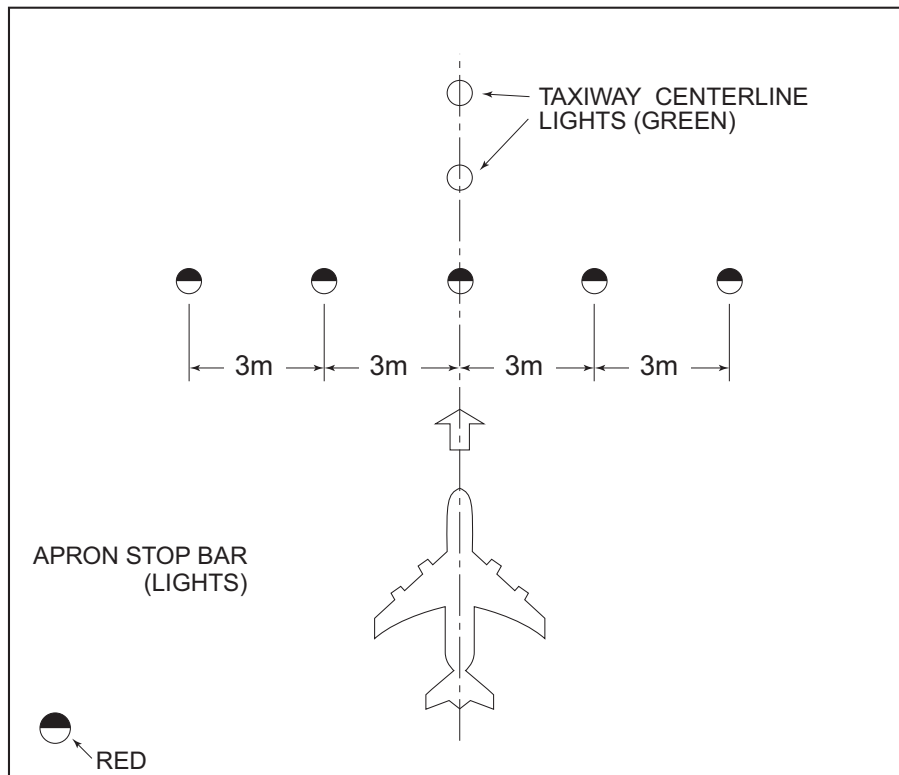 TAXIWAY CENTERLINE
LIGHTS (GREEN)
3m 3m 3m 3m
APRON STOP BAR
(LIGHTS)
RED